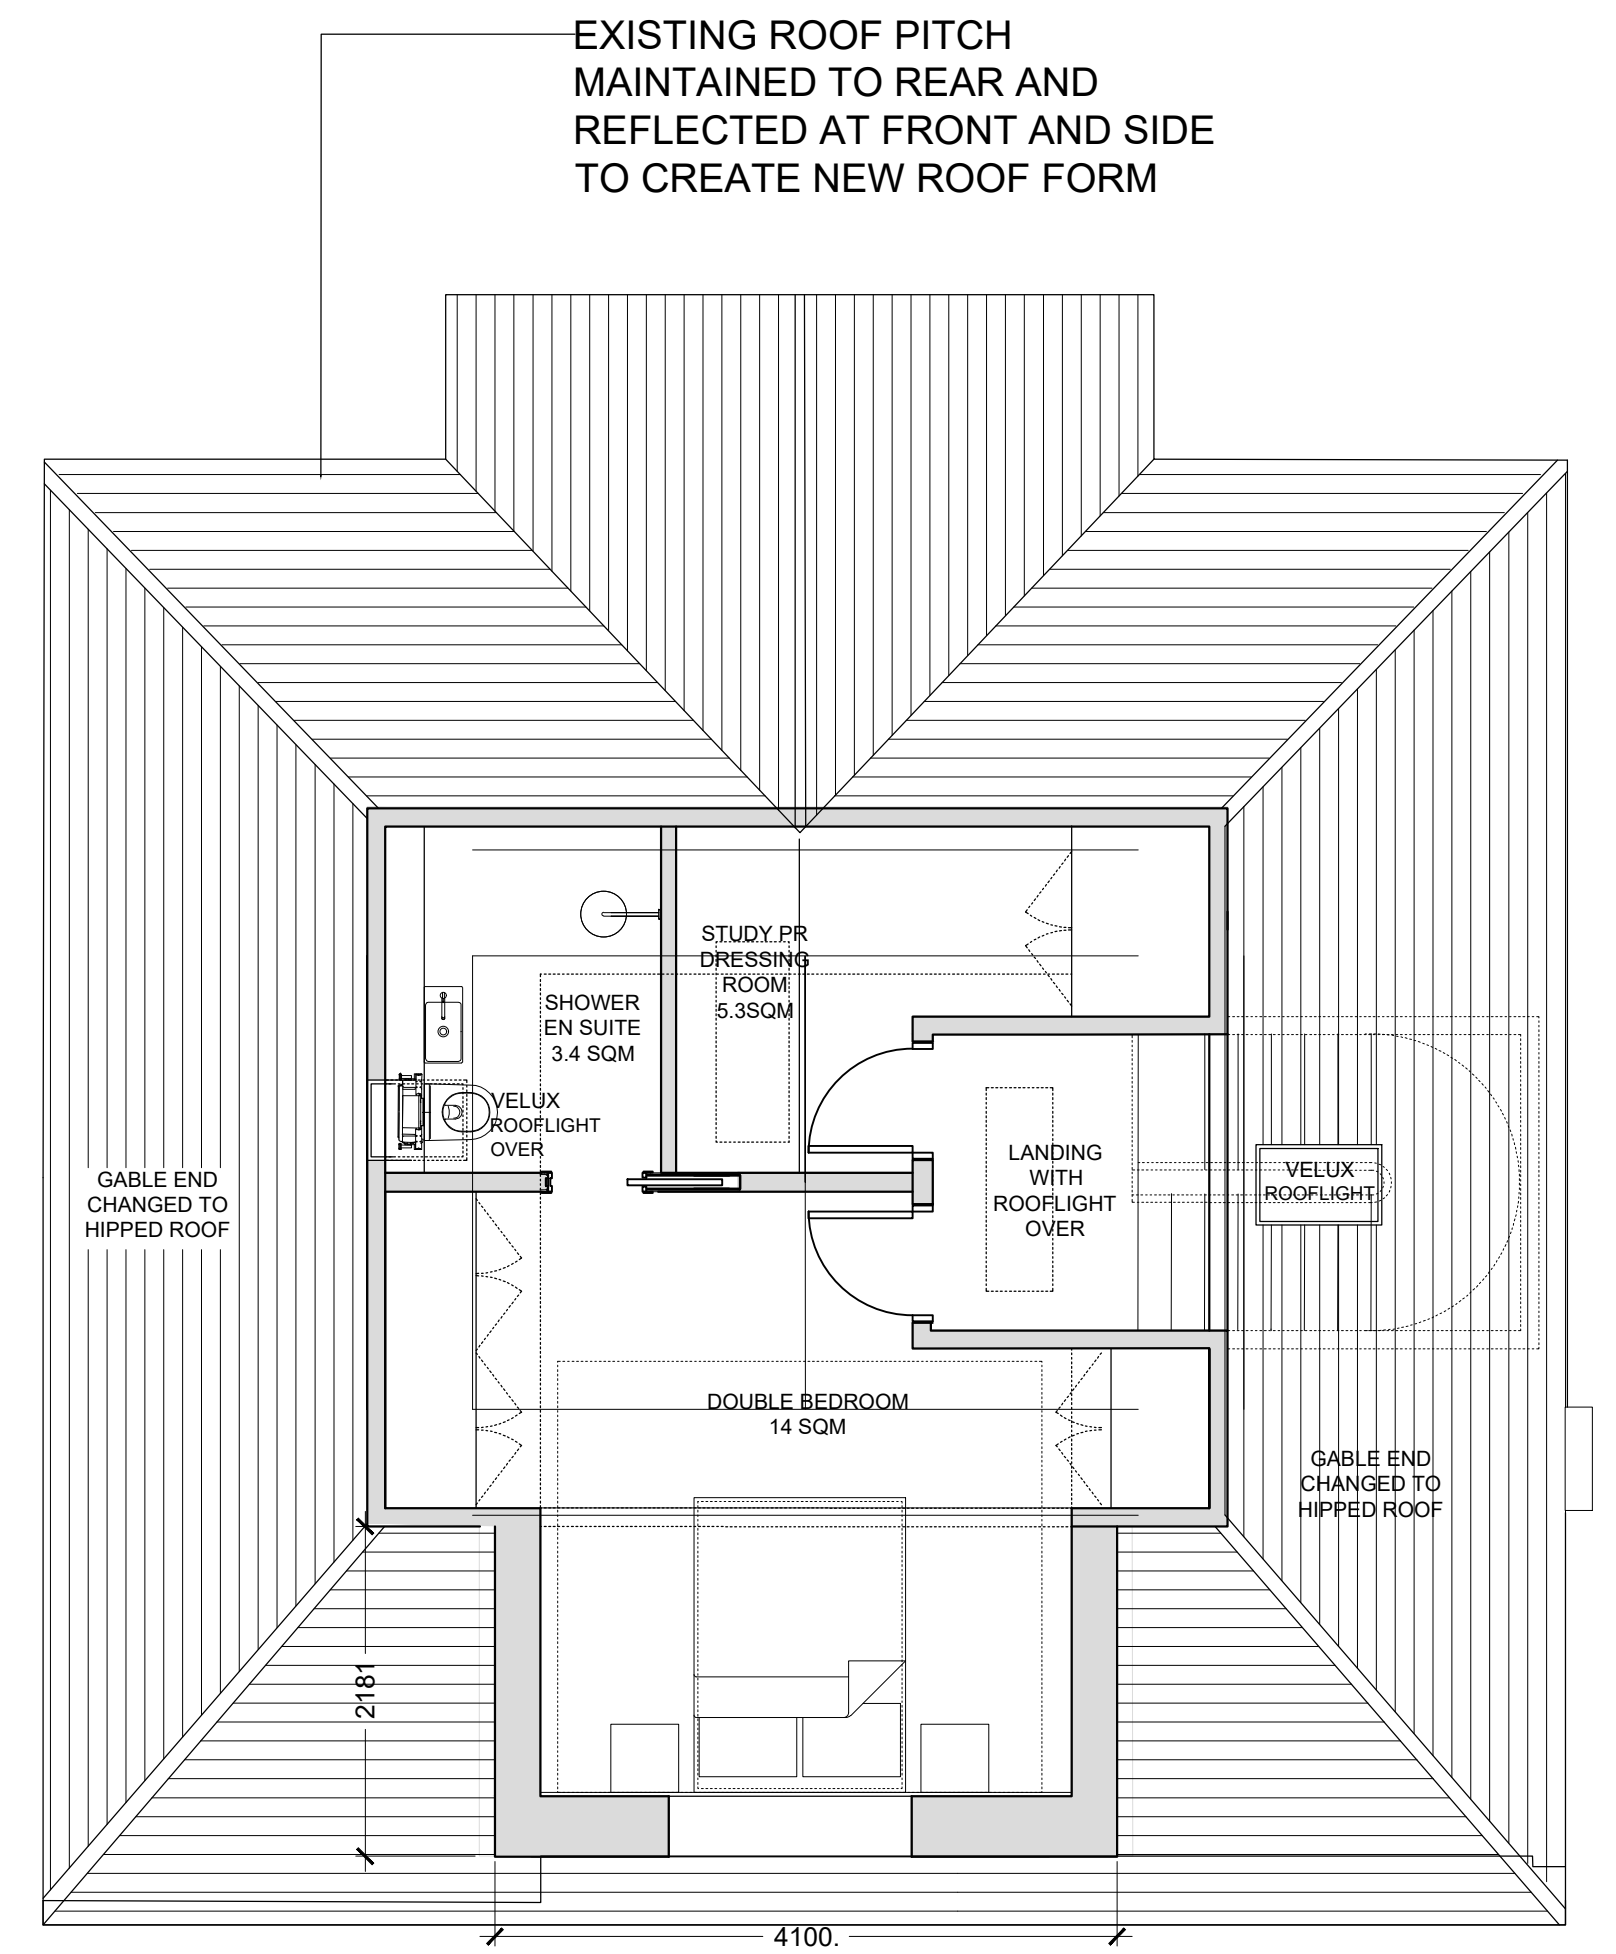 EXISTING ROOF PITCH
MAINTAINED TO REAR AND
REFLECTED AT FRONT AND SIDE
TO CREATE NEW ROOF FORM
STUDY PR
DRESSING
ROOM
5.3SQM
SHOWER
EN SUITE
3.4 SQM
VELUX
ROOFLIGHT
OVER
LANDING
WITH
ROOFLIGHT
OVER
VELUX
ROOFLIGHT
GABLE END
CHANGED TO
HIPPED ROOF
DOUBLE BEDROOM
14 SQM
GABLE END
CHANGED TO
HIPPED ROOF
2181
4100.